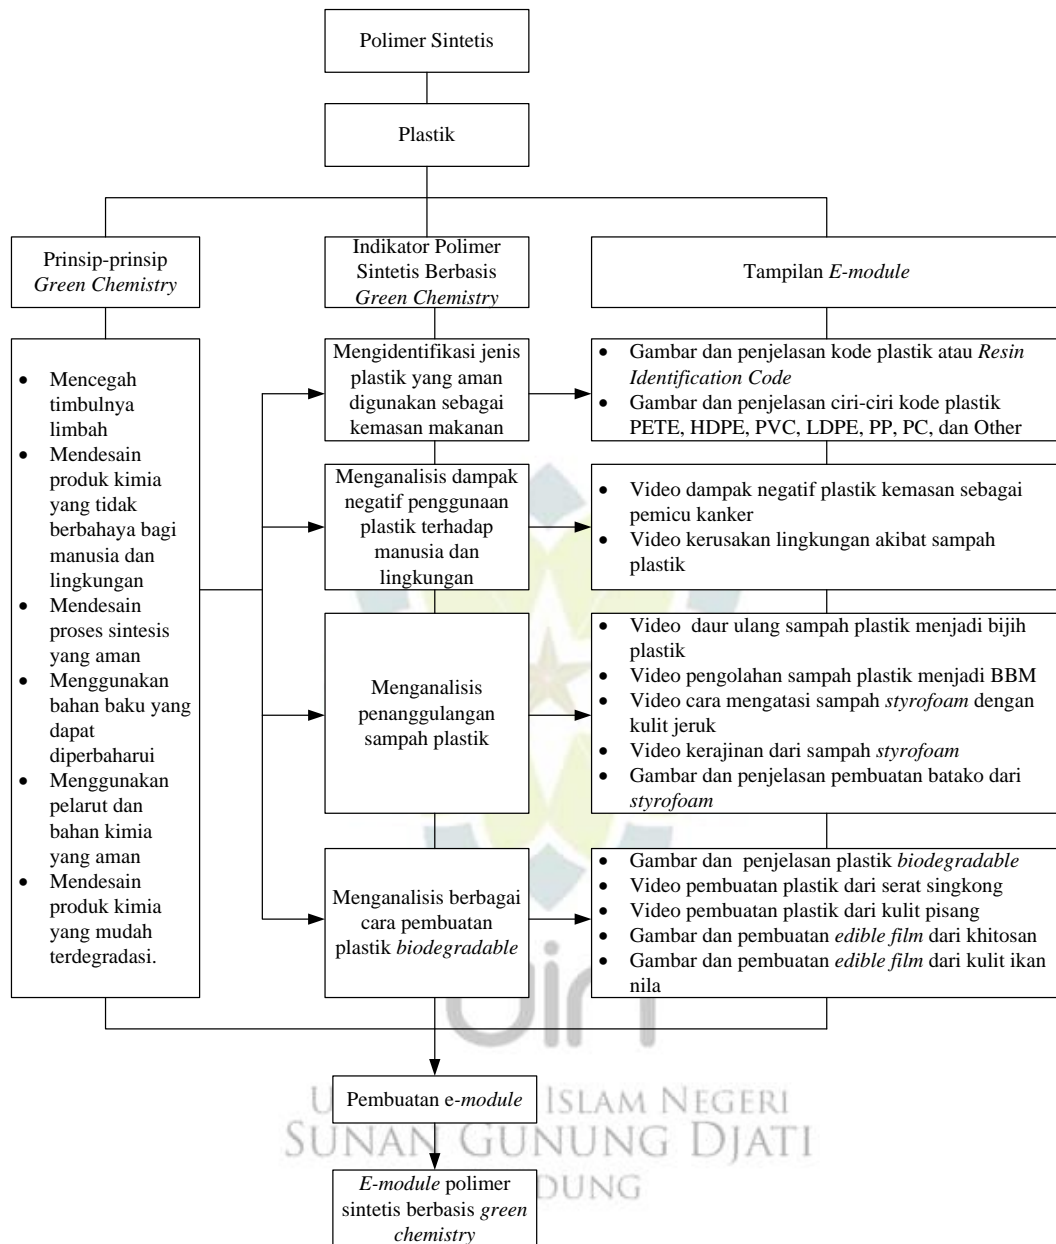 Polimer Sintetis
Plastik
Prinsip-prinsip
Green Chemistry
Indikator Polimer
Sintetis Berbasis
Green Chemistry
Tampilan E-module
• Mencegah
timbulnya
limbah
• Mendesain
produk kimia
yang tidak
berbahaya bagi
manusia dan
lingkungan
• Mendesain
proses sintesis
yang aman
• Menggunakan
bahan baku yang
dapat
diperbaharui
• Menggunakan
pelarut dan
bahan kimia
yang aman
• Mendesain
produk kimia
yang mudah
terdegradasi.
Mengidentifikasi jenis
plastik yang aman
digunakan sebagai
kemasan makanan
• Gambar dan penjelasan kode plastik atau Resin
Identification Code
• Gambar dan penjelasan ciri-ciri kode plastik
PETE, HDPE, PVC, LDPE, PP, PC, dan Other
Menganalisis dampak
negatif penggunaan
plastik terhadap
manusia dan
lingkungan
• Video dampak negatif plastik kemasan sebagai
pemicu kanker
• Video kerusakan lingkungan akibat sampah
plastik
Menganalisis
penanggulangan
sampah plastik
• Video daur ulang sampah plastik menjadi bijih
plastik
• Video pengolahan sampah plastik menjadi BBM
• Video cara mengatasi sampah styrofoam dengan
kulit jeruk
• Video kerajinan dari sampah styrofoam
• Gambar dan penjelasan pembuatan batako dari
styrofoam
Menganalisis berbagai
cara pembuatan
plastik biodegradable
• Gambar dan penjelasan plastik biodegradable
• Video pembuatan plastik dari serat singkong
• Video pembuatan plastik dari kulit pisang
• Gambar dan pembuatan edible film dari khitosan
• Gambar dan pembuatan edible film dari kulit ikan
nila
uin
Pembuatan e-module
ISLAM NEGERI
SUNAN GUNUNG DJATI
E-module polimer
sintetis berbasis green
chemistry